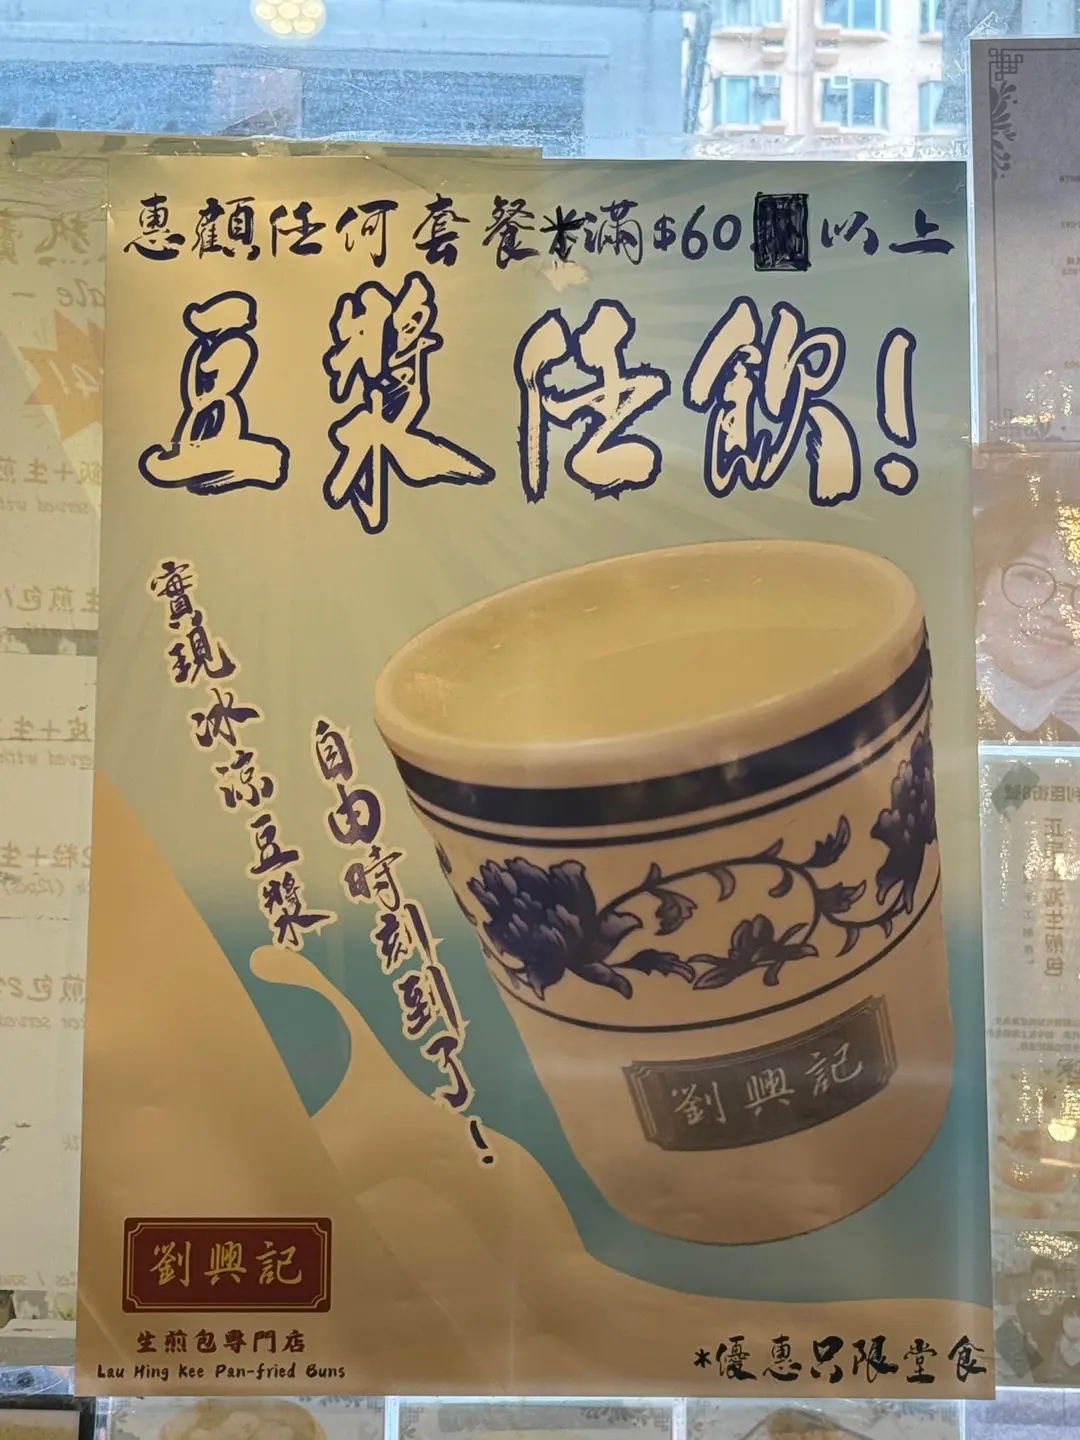 惠顧任何套餐*滿$60以上
豆漿任飲!
實現冰涼豆漿
自由時刻到了!
劉興記
劉興記
生煎包專門店
Lau Hing Kee Pan-fried Buns
*優惠只限堂食